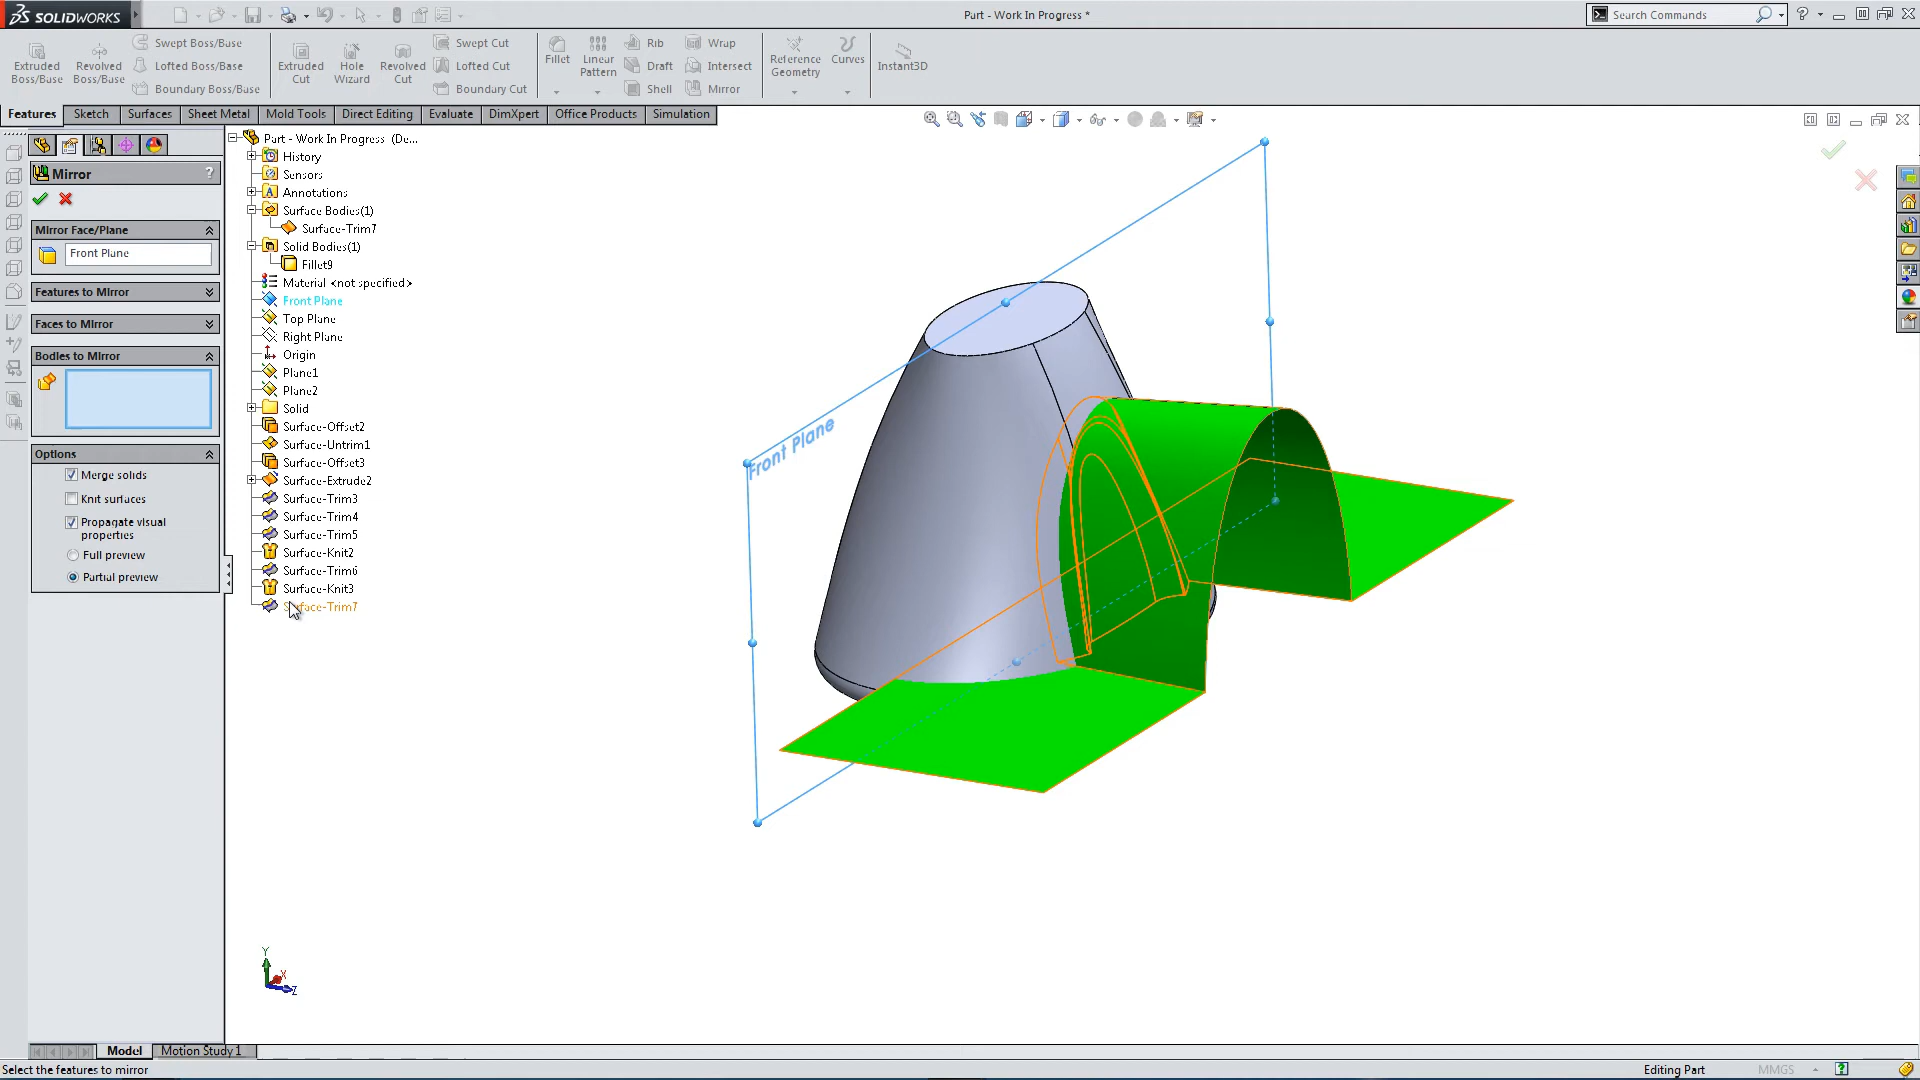 SOLIDWORKS
Part - Work In Progress *
Search Commands
Extruded Boss/Base
Revolved Boss/Base
Swept Boss/Base
Lofted Boss/Base
Boundary Boss/Base
Extruded Cut
Hole Wizard
Revolved Cut
Swept Cut
Lofted Cut
Boundary Cut
Fillet
Linear Pattern
Rib
Draft
Shell
Wrap
Intersect
Mirror
Reference Geometry
Curves
Instant3D
Features
Sketch
Surfaces
Sheet Metal
Mold Tools
Direct Editing
Evaluate
DimXpert
Office Products
Simulation
Mirror
?
Mirror Face/Plane
Front Plane
Features to Mirror
Faces to Mirror
Bodies to Mirror
Options
Merge solids
Knit surfaces
Propagate visual
properties
Full preview
Partial preview
Part - Work In Progress (De...
History
Sensors
Annotations
Surface Bodies(1)
Surface-Trim7
Solid Bodies(1)
Fillet9
Material <not specified>
Front Plane
Top Plane
Right Plane
Origin
Plane1
Plane2
Solid
Surface-Offset2
Surface-Untrim1
Surface-Offset3
Surface-Extrude2
Surface-Trim3
Surface-Trim4
Surface-Trim5
Surface-Knit2
Surface-Trim6
Surface-Knit3
Surface-Trim7
Front Plane
Y
X
Z
Model
Motion Study 1
Select the features to mirror
Editing Part
MMGS